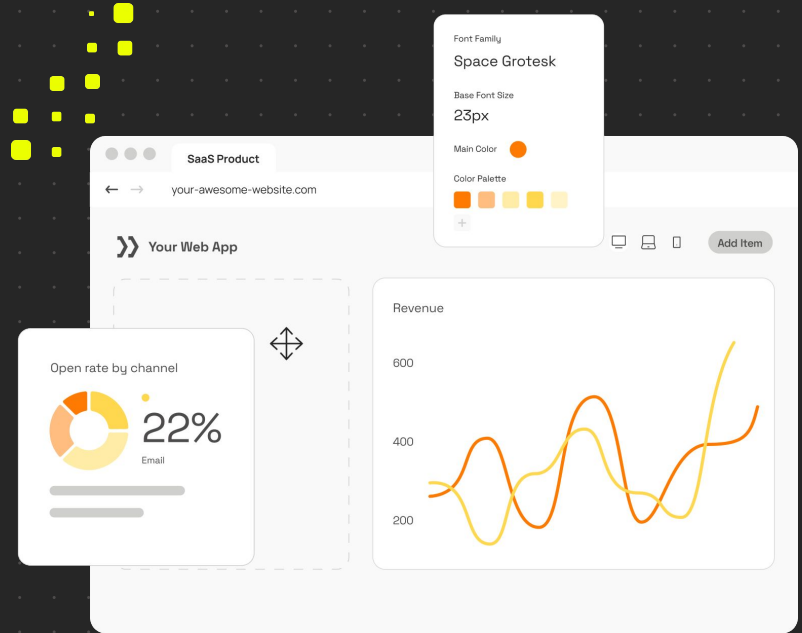 Font Family
Space Grotesk
Base Font Size
23px
Main Color
Color Palette
+
SaaS Product
your-awesome-website.com
Your Web App
Add Item
Open rate by channel
22%
Email
Revenue
600
400
200